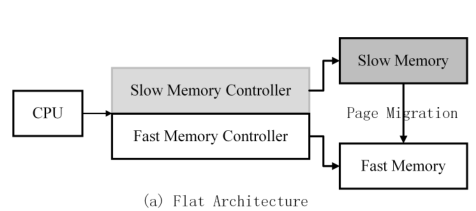 Slow Memory
Slow Memory Controller
CPU
Page Migration
Fast Memory Controller
Fast Memory
(a) Flat Architecture